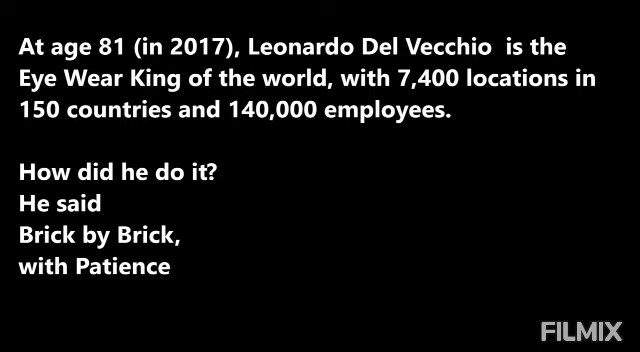 At age 81 (in 2017), Leonardo Del Vecchio is the
Eye Wear King of the world, with 7,400 locations in
150 countries and 140,000 employees.
How did he do it?
He said
Brick by Brick,
with Patience
FILMIX